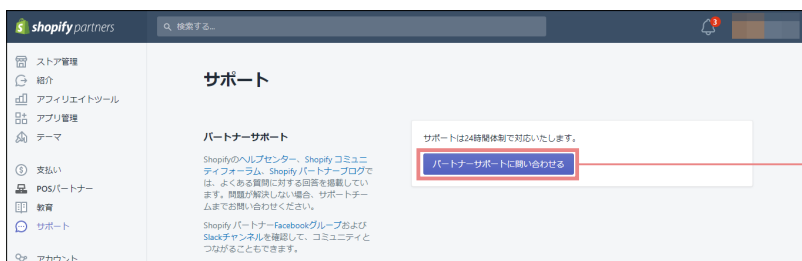 shopify partners
検索する...
3
ストア管理
紹介
アフィリエイトツール
アプリ管理
テーマ
支払い
POSパートナー
教育
サポート
アカウント
サポート
パートナーサポート
Shopifyのヘルプセンター、Shopify コミュニ
ティフォーラム、Shopify パートナーブログで
は、よくある質問に対する回答を掲載してい
ます。問題が解決しない場合、サポートチー
ムまでお問い合わせください。
Shopify パートナーFacebookグループおよび
Slackチャンネルを確認して、コミュニティと
つながることもできます。
サポートは24時間体制で対応いたします。
パートナーサポートに問い合わせる